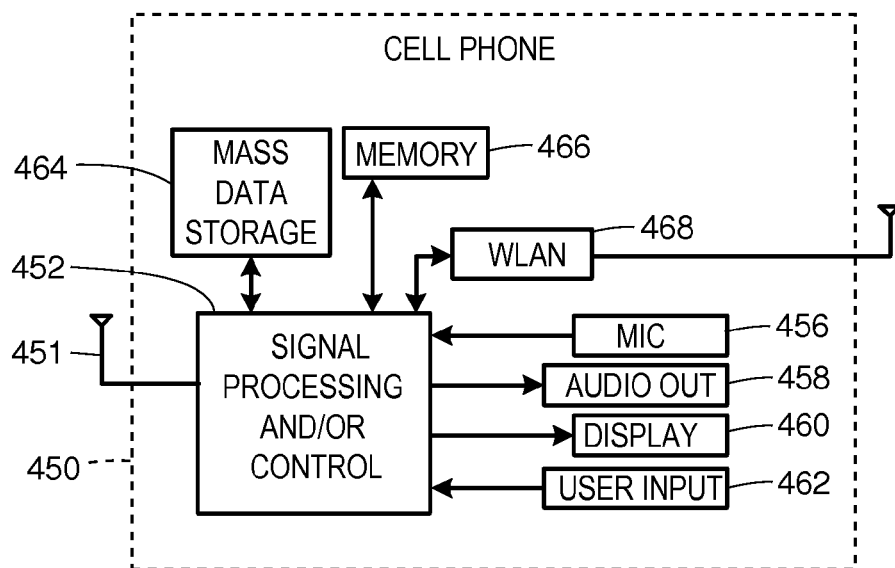 CELL PHONE
464
MASS
DATA
STORAGE
MEMORY
466
WLAN
468
452
451
SIGNAL
PROCESSING
AND/OR
CONTROL
MIC
456
AUDIO OUT
458
DISPLAY
460
USER INPUT
462
450